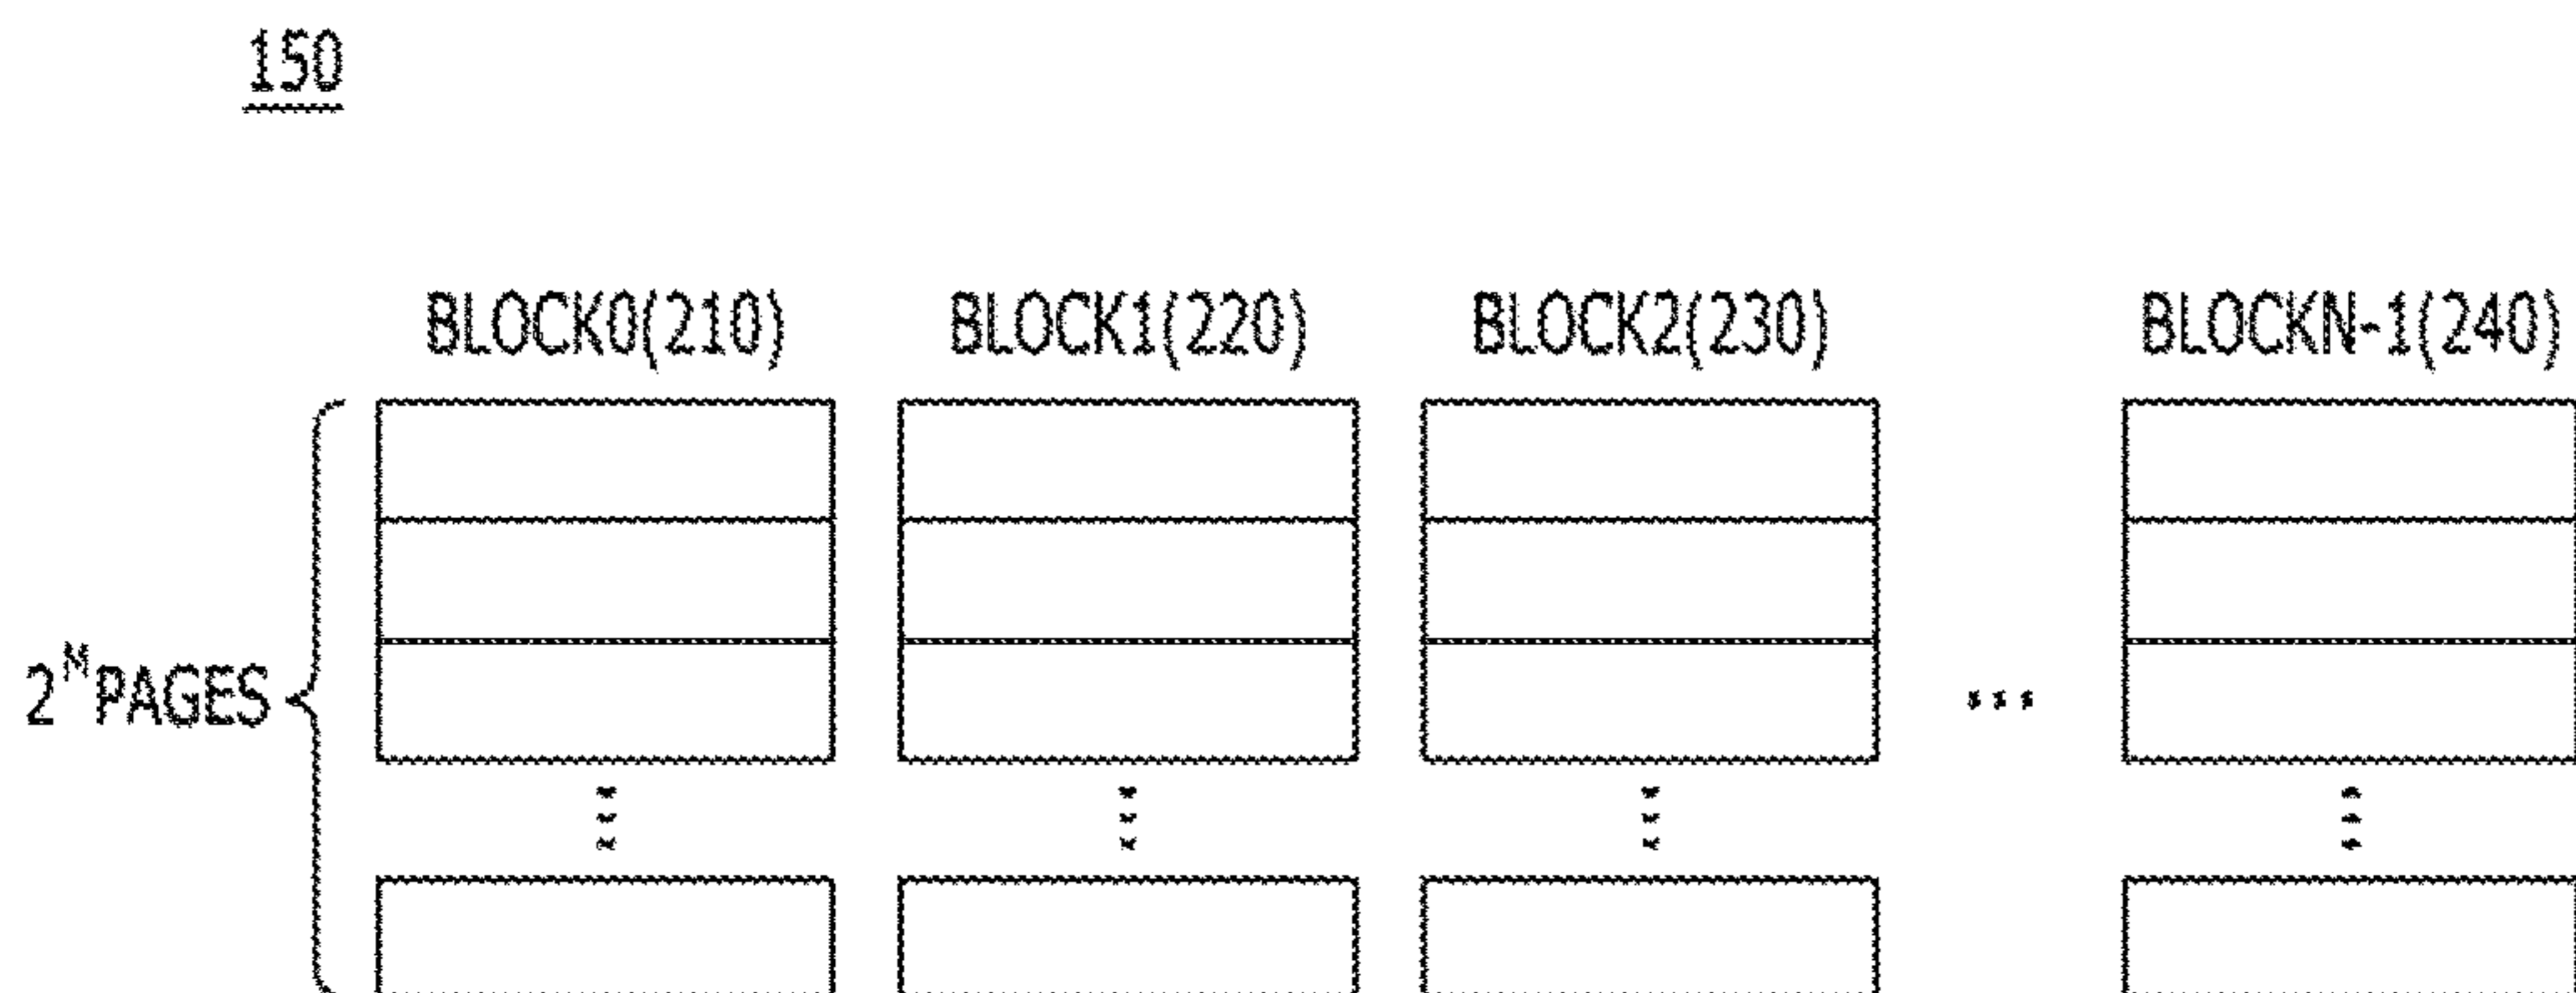 150
BLOCK0(210) BLOCK1(220) BLOCK2(230) BLOCKN-1(240)
2^M PAGES
...